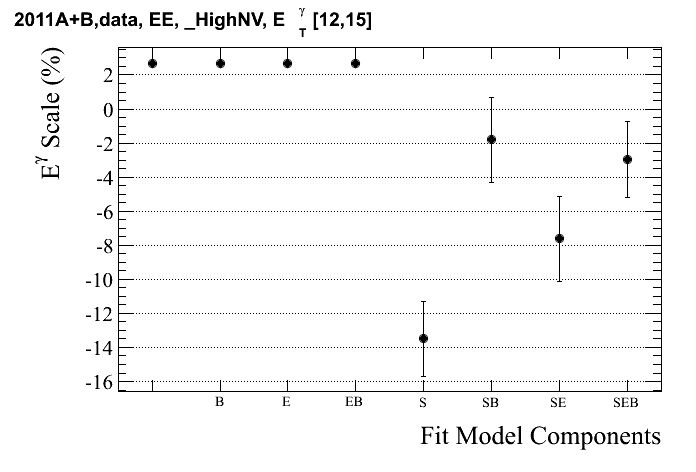 2011A+B,data, EE, _HighNV, E γ T [12,15]
E γ Scale (%)
2
0
-2
-4
-6
-8
-10
-12
-14
-16
B E EB S SB SE SEB
Fit Model Components